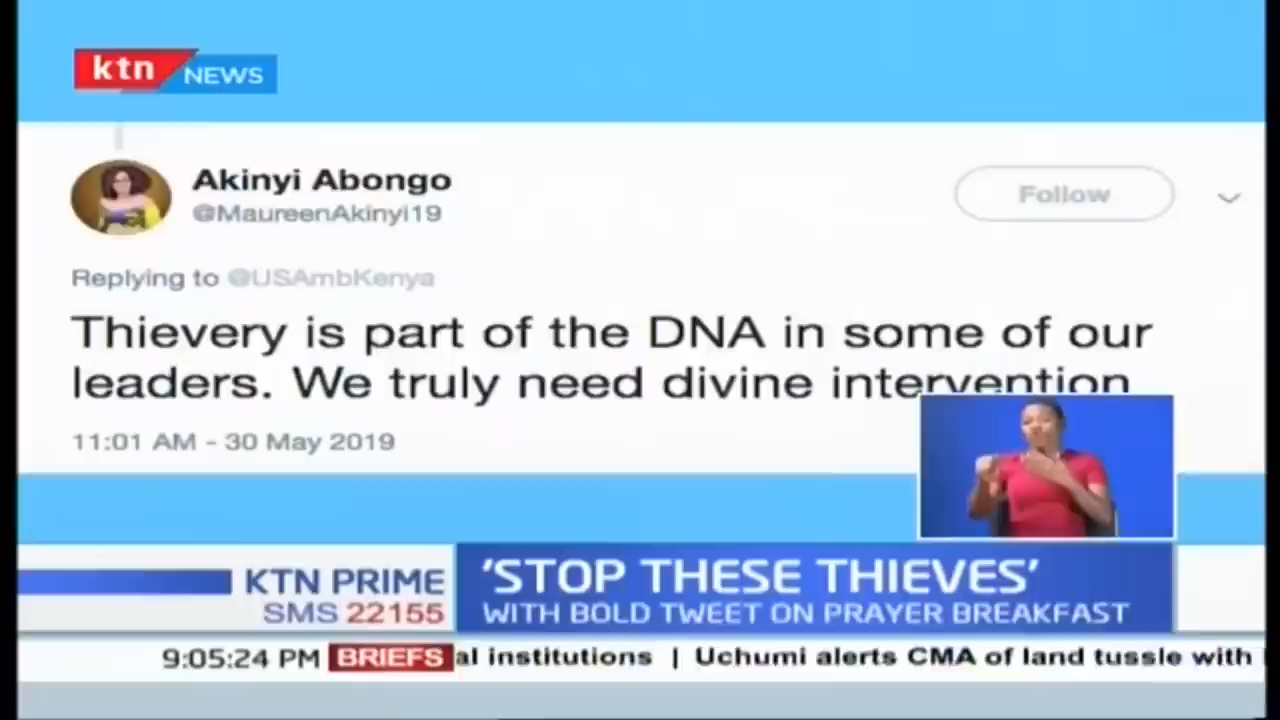 ktn NEWS
Akinyi Abongo
@MaureenAkinyi19
Follow
Replying to @USAmbKenya
Thievery is part of the DNA in some of our
leaders. We truly need divine intervention
11:01 AM - 30 May 2019
KTN PRIME
SMS 22155
'STOP THESE THIEVES'
WITH BOLD TWEET ON PRAYER BREAKFAST
9:05:24 PM BRIEFS al institutions | Uchumi alerts CMA of land tussle with